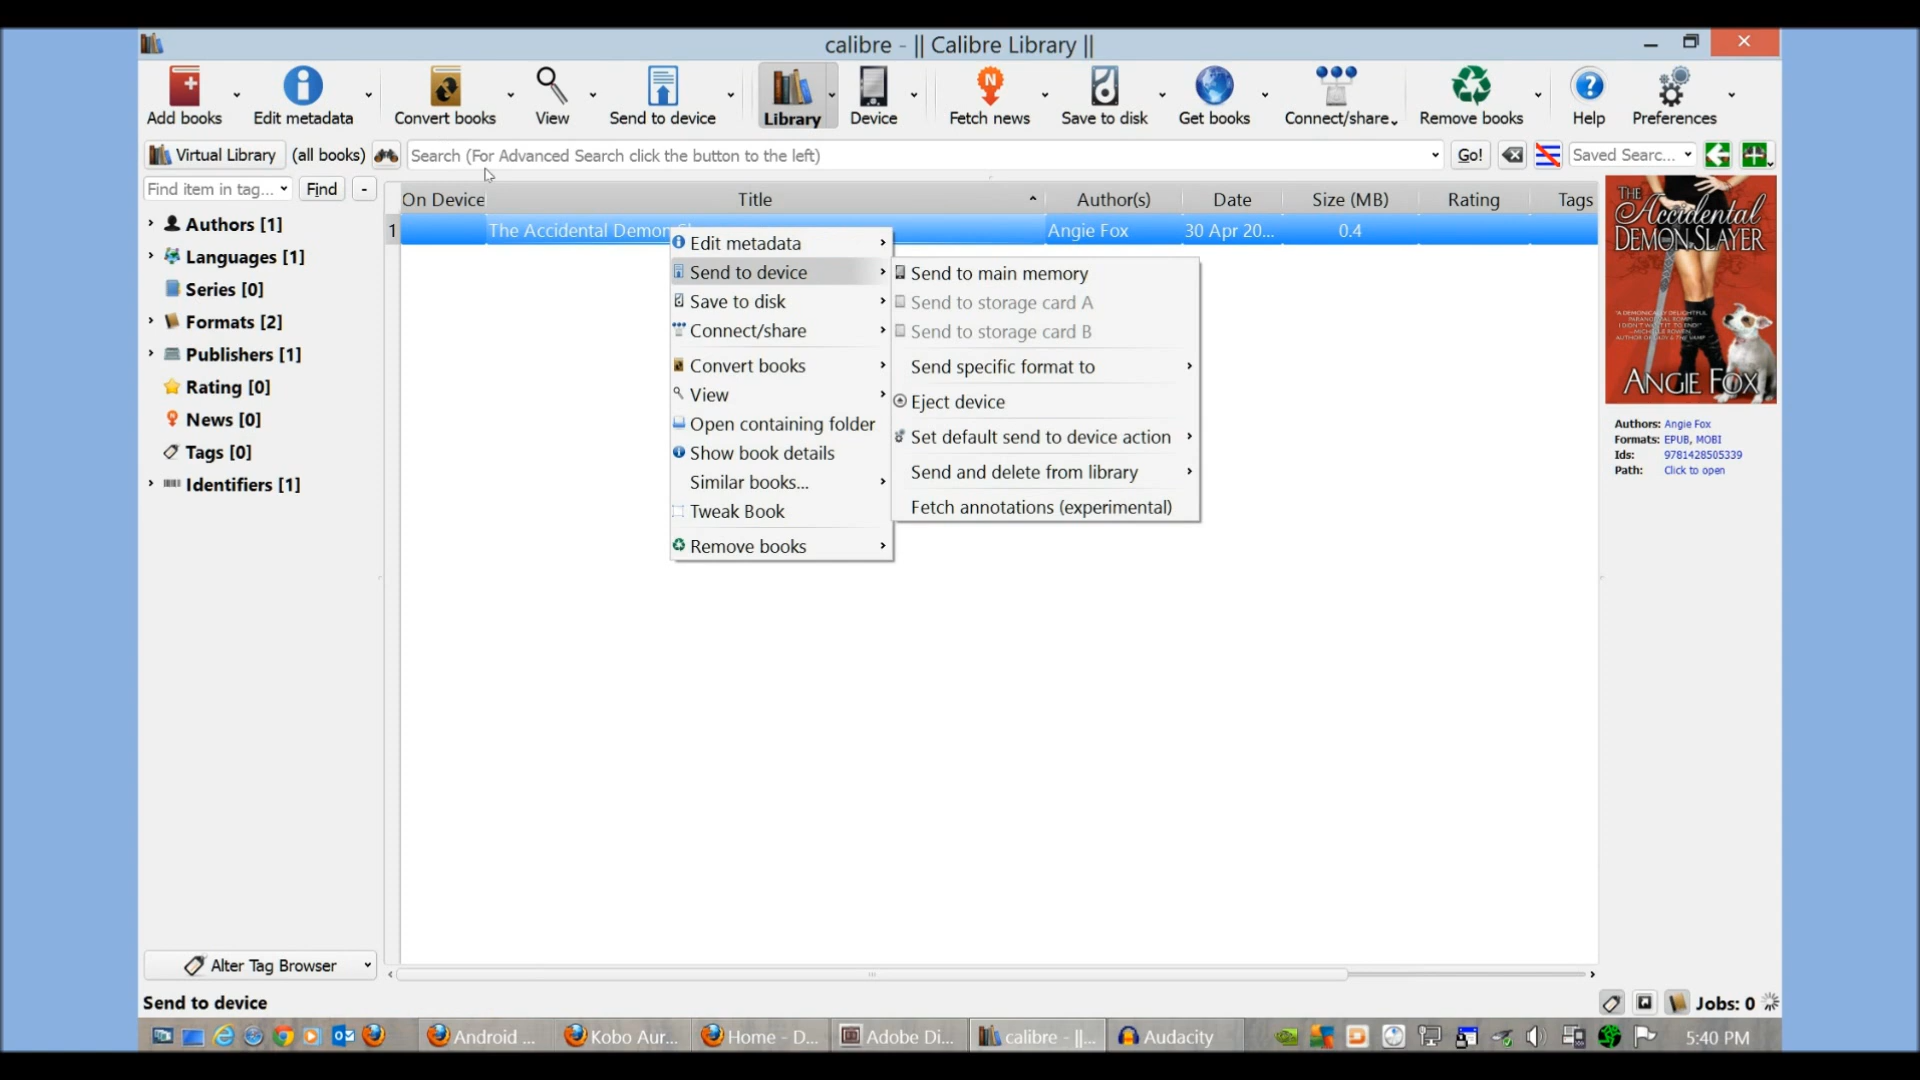 calibre - || Calibre Library ||
Add books
Edit metadata
Convert books
View
Send to device
Library
Device
Fetch news
Save to disk
Get books
Connect/share
Remove books
Help
Preferences
Virtual Library
(all books)
Search (For Advanced Search click the button to the left)
Go!
Saved Searc...
Find item in tag...
Find
-
On Device
Title
Author(s)
Date
Size (MB)
Rating
Tags
1
The Accidental Demon
Angie Fox
30 Apr 20...
0.4
Authors [1]
Languages [1]
Series [0]
Formats [2]
Publishers [1]
Rating [0]
News [0]
Tags [0]
Identifiers [1]
Edit metadata
Send to device
Save to disk
Connect/share
Convert books
View
Open containing folder
Show book details
Similar books...
Tweak Book
Remove books
Send to main memory
Send to storage card A
Send to storage card B
Send specific format to
Eject device
Set default send to device action
Send and delete from library
Fetch annotations (experimental)
THE
Accidental
DEMON SLAYER
ANGIE FOX
Authors: Angie Fox
Formats: EPUB, MOBI
Ids: 9781428505339
Path: Click to open
Alter Tag Browser
Send to device
Jobs: 0
Android ...
Kobo Aur...
Home - D...
Adobe Di...
calibre - ||...
Audacity
5:40 PM